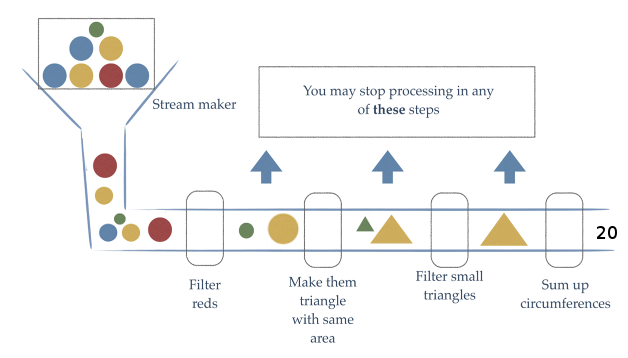 Stream maker
You may stop processing in any
of these steps
20
Filter
reds
Make them
triangle
with same
area
Filter small
triangles
Sum up
circumferences